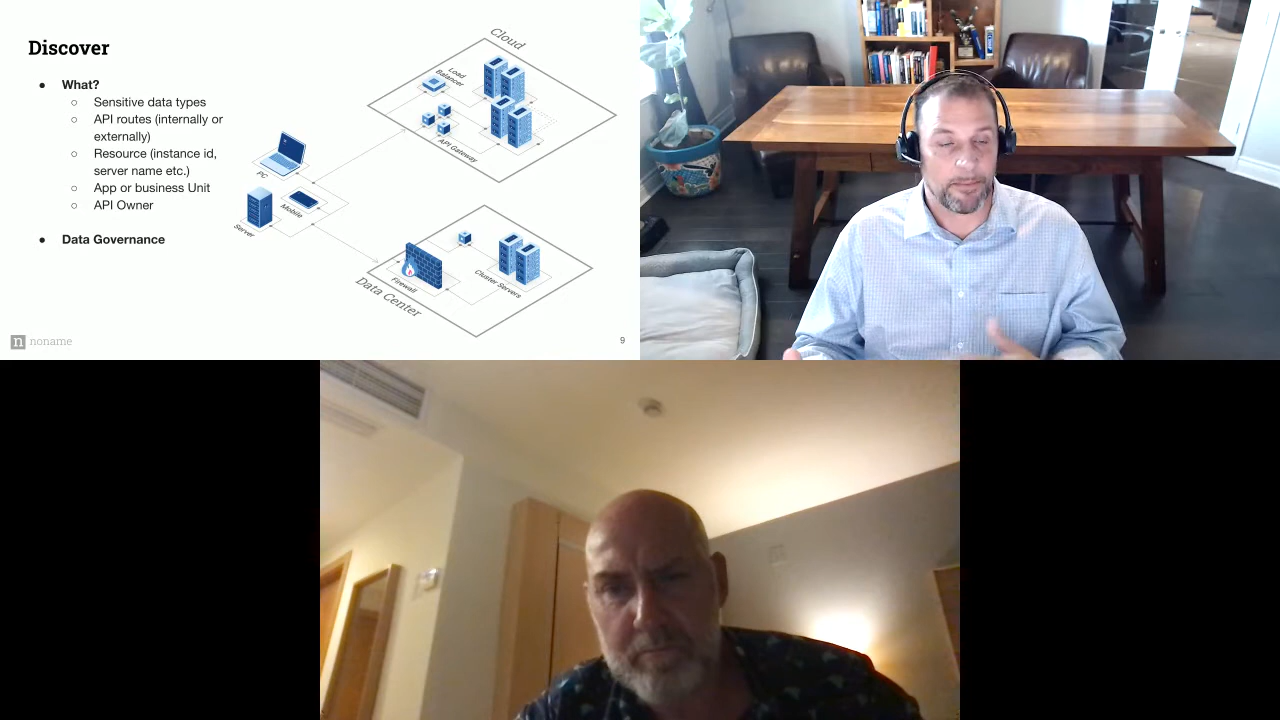 Discover
● What?
○ Sensitive data types
○ API routes (internally or
externally)
○ Resource (instance id,
server name etc.)
○ App or business Unit
○ API Owner
● Data Governance
Cloud
Load
Balancer
API Gateway
PC
Mobile
Server
Firewall
Cluster Servers
Data Center
n noname
9